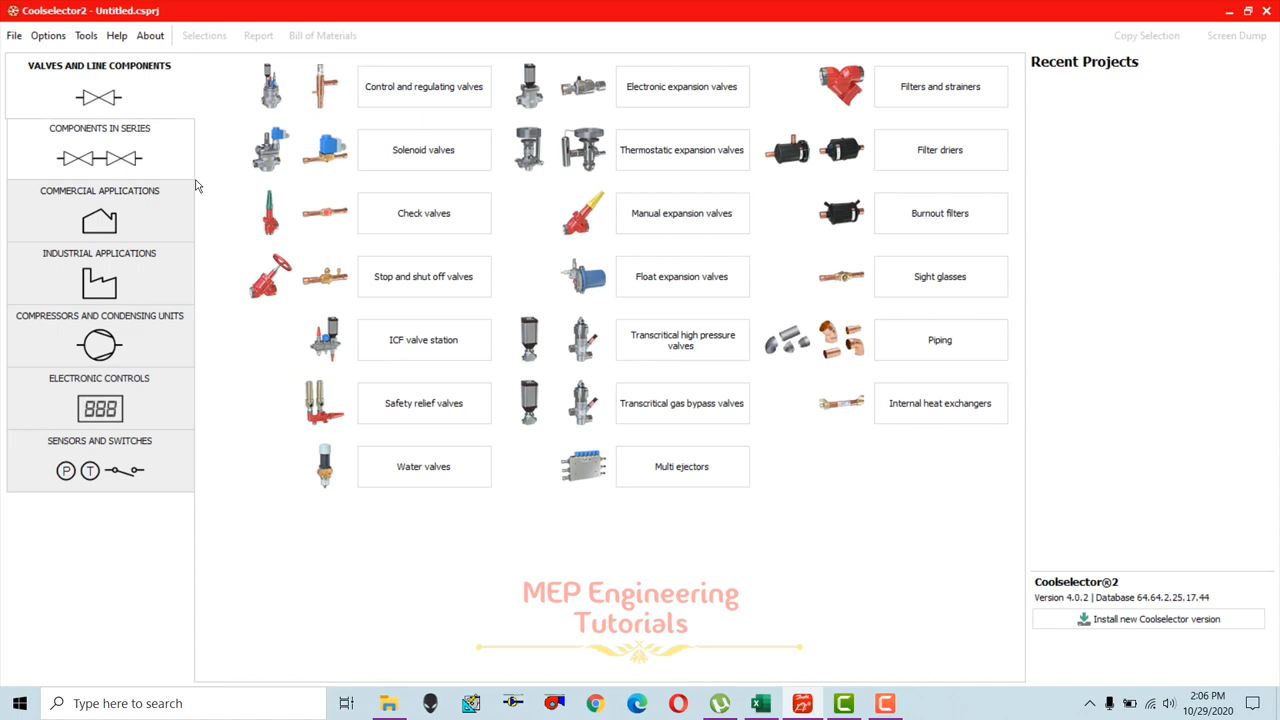 Coolselector2 - Untitled.csprj
File Options Tools Help About Selections Report Bill of Materials Copy Selection Screen Dump
VALVES AND LINE COMPONENTS
COMPONENTS IN SERIES
COMMERCIAL APPLICATIONS
INDUSTRIAL APPLICATIONS
COMPRESSORS AND CONDENSING UNITS
ELECTRONIC CONTROLS
888
SENSORS AND SWITCHES
P T
Control and regulating valves
Solenoid valves
Check valves
Stop and shut off valves
ICF valve station
Safety relief valves
Water valves
Electronic expansion valves
Thermostatic expansion valves
Manual expansion valves
Float expansion valves
Transcritical high pressure
valves
Transcritical gas bypass valves
Multi ejectors
Filters and strainers
Filter driers
Burnout filters
Sight glasses
Piping
Internal heat exchangers
Recent Projects
Coolselector®2
Version 4.0.2 | Database 64.64.2.25.17.44
Install new Coolselector version
MEP Engineering
Tutorials
Type here to search
2:06 PM
10/29/2020